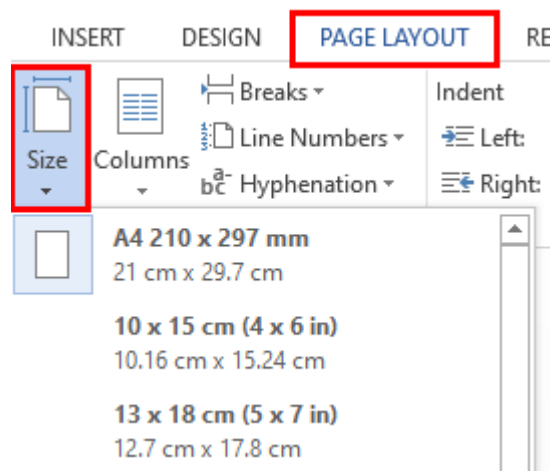 INSERT DESIGN PAGE LAYOUT RE
Size
Columns
Breaks
Line Numbers
bc a- Hyphenation
Indent
Left:
Right:
A4 210 x 297 mm
21 cm x 29.7 cm
10 x 15 cm (4 x 6 in)
10.16 cm x 15.24 cm
13 x 18 cm (5 x 7 in)
12.7 cm x 17.8 cm